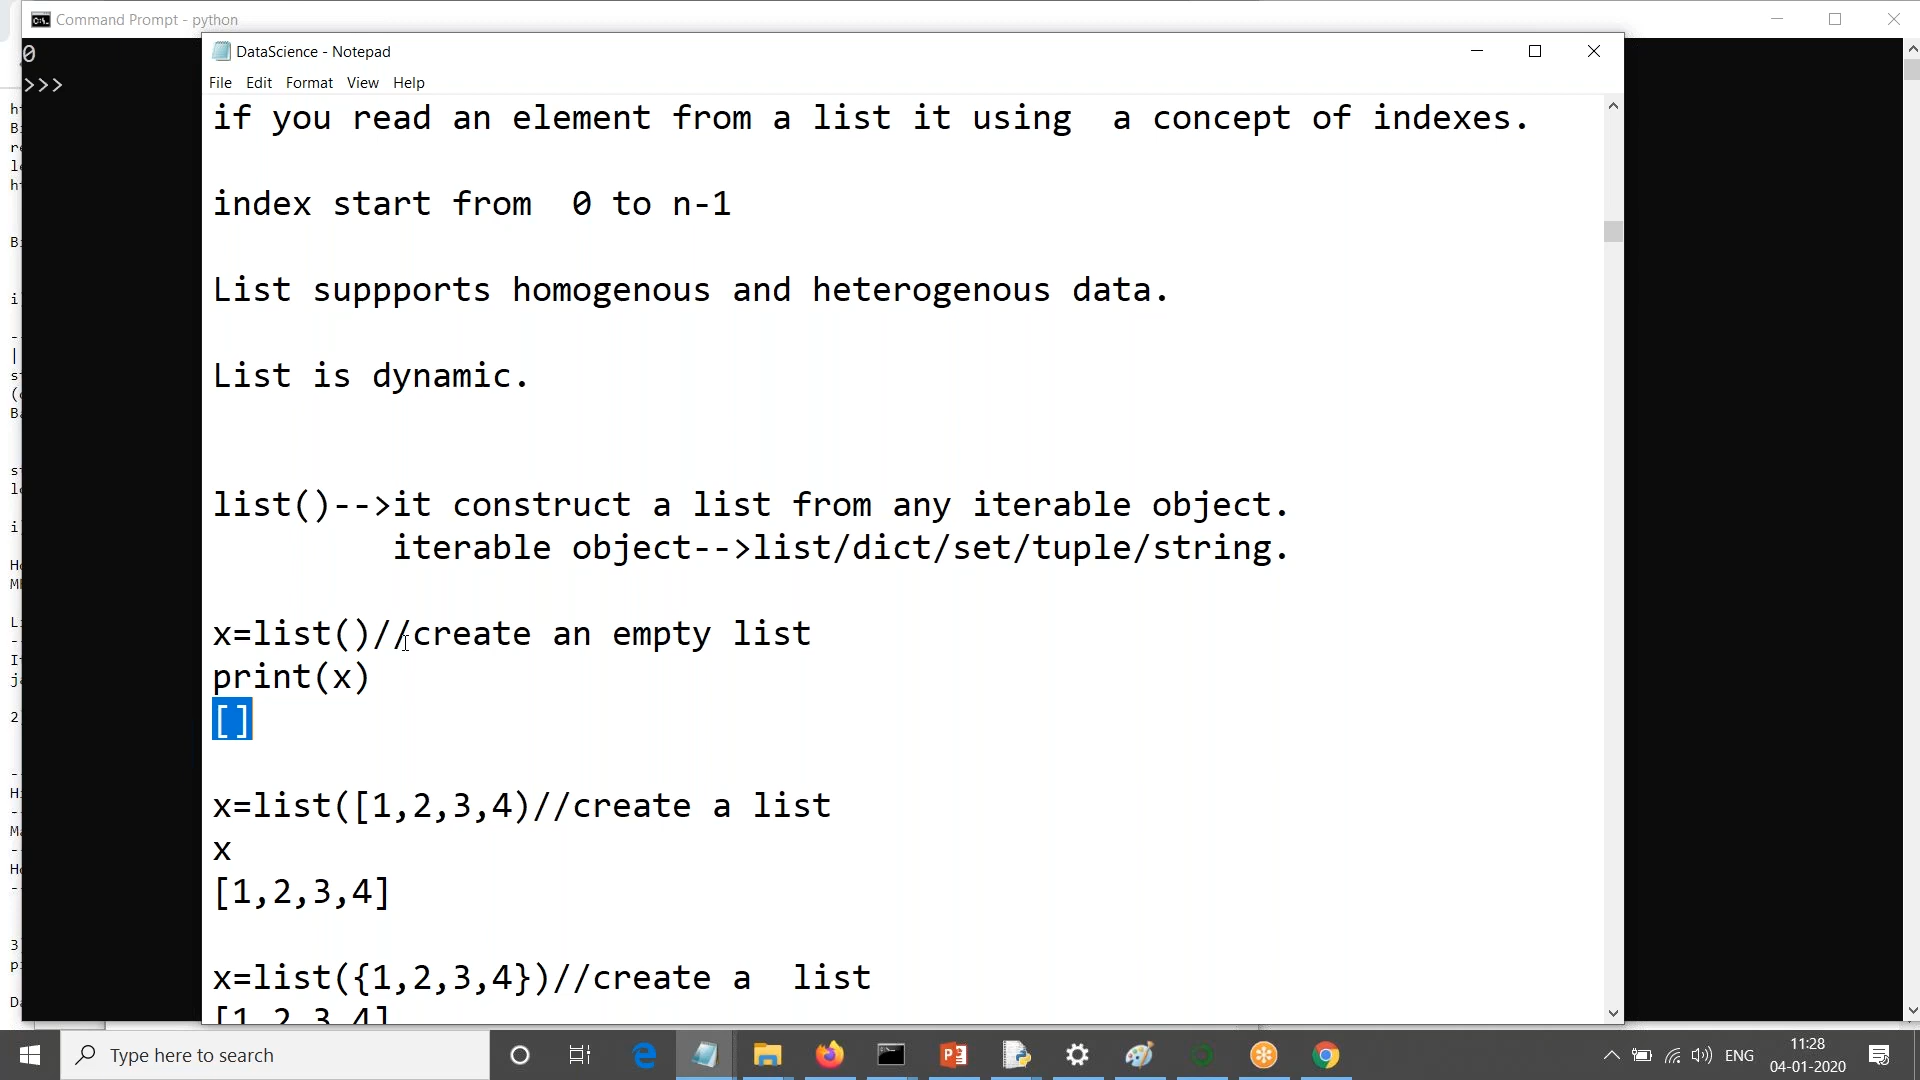 Command Prompt - python
0
>>>
DataScience - Notepad
File Edit Format View Help
if you read an element from a list it using  a concept of indexes.
index start from  0 to n-1
List suppports homogenous and heterogenous data.
List is dynamic.
list()-->it construct a list from any iterable object.
iterable object-->list/dict/set/tuple/string.
x=list()//create an empty list
print(x)
[]
x=list([1,2,3,4)//create a list
x
[1,2,3,4]
x=list({1,2,3,4})//create a  list
[1,2,3,4]
Type here to search
ENG
11:28
04-01-2020